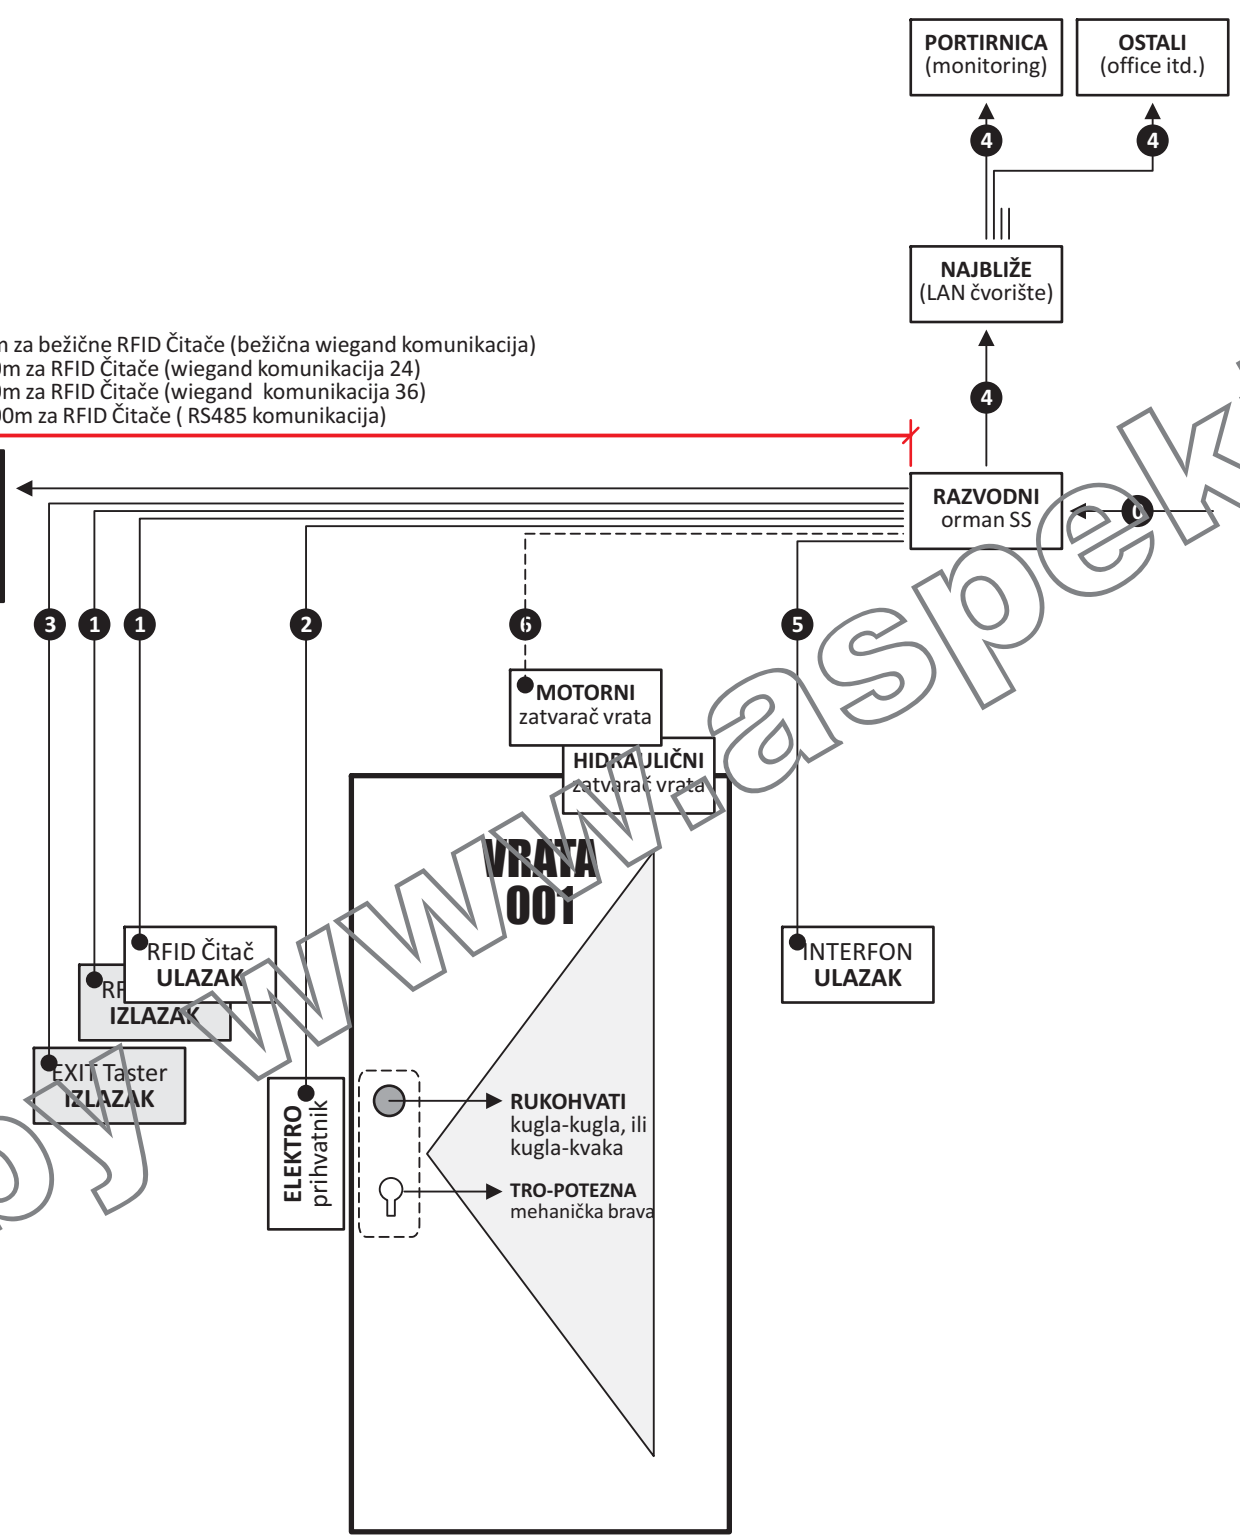 PORTIRNICA
(monitoring)
OSTALI
(office itd.)
4
4
NAJBLIŽE
(LAN čvorište)
za bežične RFID Čitače (bežična wiegand komunikacija)
za RFID Čitače (wiegand komunikacija 24)
za RFID Čitače (wiegand  komunikacija 36)
za RFID Čitače ( RS485 komunikacija)
4
RAZVODNI
orman SS
0
3
1
1
2
6
5
MOTORNI
zatvarač vrata
HIDRAULIČNI
zatvarač vrata
VRATA
001
RFID Čitač
ULAZAK
IZLAZAK
EXIT Taster
IZLAZAK
INTERFON
ULAZAK
ELEKTRO
prihvatnik
RUKOHVATI
kugla-kugla, ili
kugla-kvaka
TRO-POTEZNA
mehanička brava
www.aspek